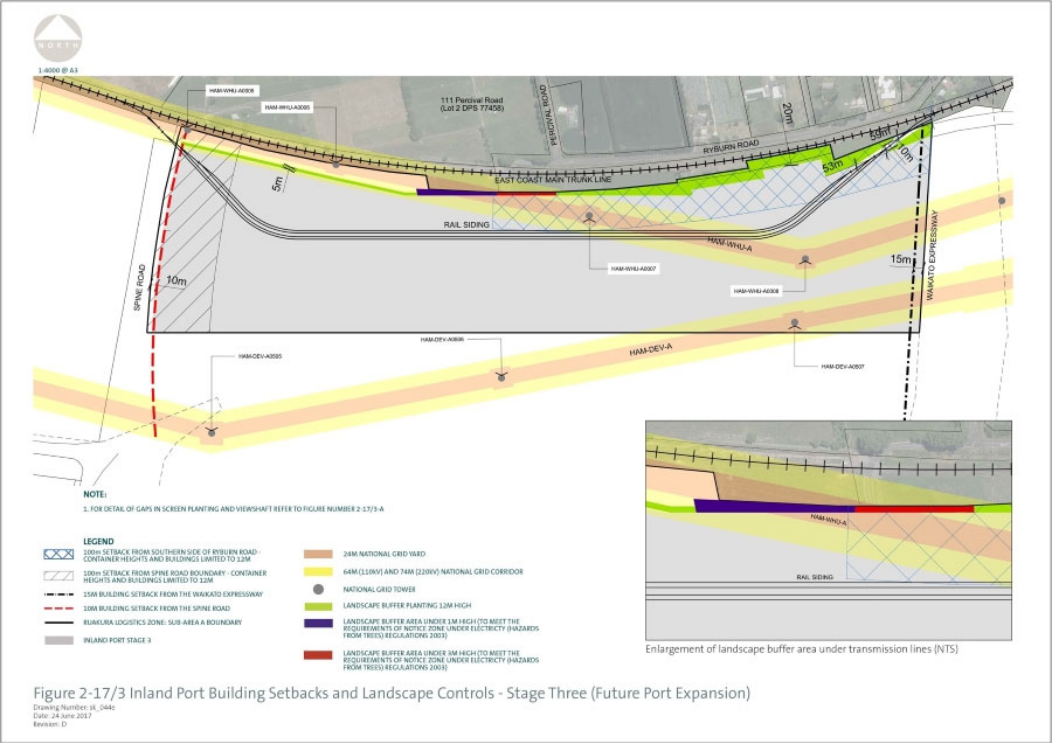 NORTH
1:4000 @ A3
HAM-WHU-A0006
HAM-WHU-A0005
111 Percival Road
(Lot 2 DPS 77458)
PERCIVAL ROAD
20m
59m
10m
RYBURN ROAD
53m
EAST COAST MAIN TRUNK LINE
5m
RAIL SIDING
HAM-WHU-A
HAM-WHU-A0007
HAM-WHU-A0008
15m
WAIKATO EXPRESSWAY
SPINE ROAD
10m
HAM-DEV-A0505
HAM-DEV-A0506
HAM-DEV-A
HAM-DEV-A0507
NOTE:
1. FOR DETAIL OF GAPS IN SCREEN PLANTING AND VIEWSHAFT REFER TO FIGURE NUMBER 2-17/3-A
LEGEND
100m SETBACK FROM SOUTHERN SIDE OF RYBURN ROAD -
CONTAINER HEIGHTS AND BUILDINGS LIMITED TO 12M
100m SETBACK FROM SPINE ROAD BOUNDARY - CONTAINER
HEIGHTS AND BUILDINGS LIMITED TO 12M
15M BUILDING SETBACK FROM THE WAIKATO EXPRESSWAY
10M BUILDING SETBACK FROM THE SPINE ROAD
RUAKURA LOGISTICS ZONE: SUB-AREA A BOUNDARY
INLAND PORT STAGE 3
24M NATIONAL GRID YARD
64M (110KV) AND 74M (220KV) NATIONAL GRID CORRIDOR
NATIONAL GRID TOWER
LANDSCAPE BUFFER PLANTING 12M HIGH
LANDSCAPE BUFFER AREA UNDER 1M HIGH (TO MEET THE
REQUIREMENTS OF NOTICE ZONE UNDER ELECTRICTY (HAZARDS
FROM TREES) REGULATIONS 2003)
LANDSCAPE BUFFER AREA UNDER 3M HIGH (TO MEET THE
REQUIREMENTS OF NOTICE ZONE UNDER ELECTRICTY (HAZARDS
FROM TREES) REGULATIONS 2003)
HAM-WHU-A
RAIL SIDING
Enlargement of landscape buffer area under transmission lines (NTS)
Figure 2-17/3 Inland Port Building Setbacks and Landscape Controls - Stage Three (Future Port Expansion)
Drawing Number: sk_044e
Date: 24 June 2017
Revision: D